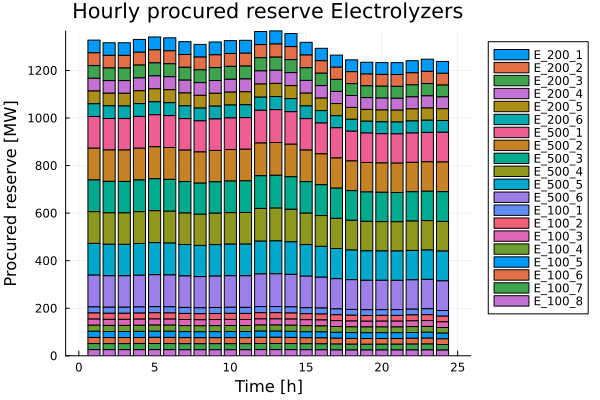 Hourly procured reserve Electrolyzers
Procured reserve [MW]
1200
1000
800
600
400
200
0
0 5 10 15 20 25
Time [h]
E_200_1
E_200_2
E_200_3
E_200_4
E_200_5
E_200_6
E_500_1
E_500_2
E_500_3
E_500_4
E_500_5
E_500_6
E_100_1
E_100_2
E_100_3
E_100_4
E_100_5
E_100_6
E_100_7
E_100_8